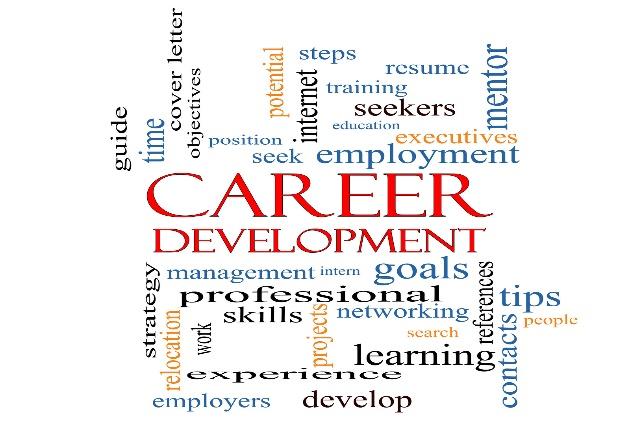 cover letter
potential
steps
mentor
resume
objectives
internet
training
seekers
guide
time
education
position
executives
seek
employment
CAREER
DEVELOPMENT
strategy
management
intern
goals
references
professional
tips
relocation
work
skills
projects
networking
contacts
people
search
learning
experience
employers
develop